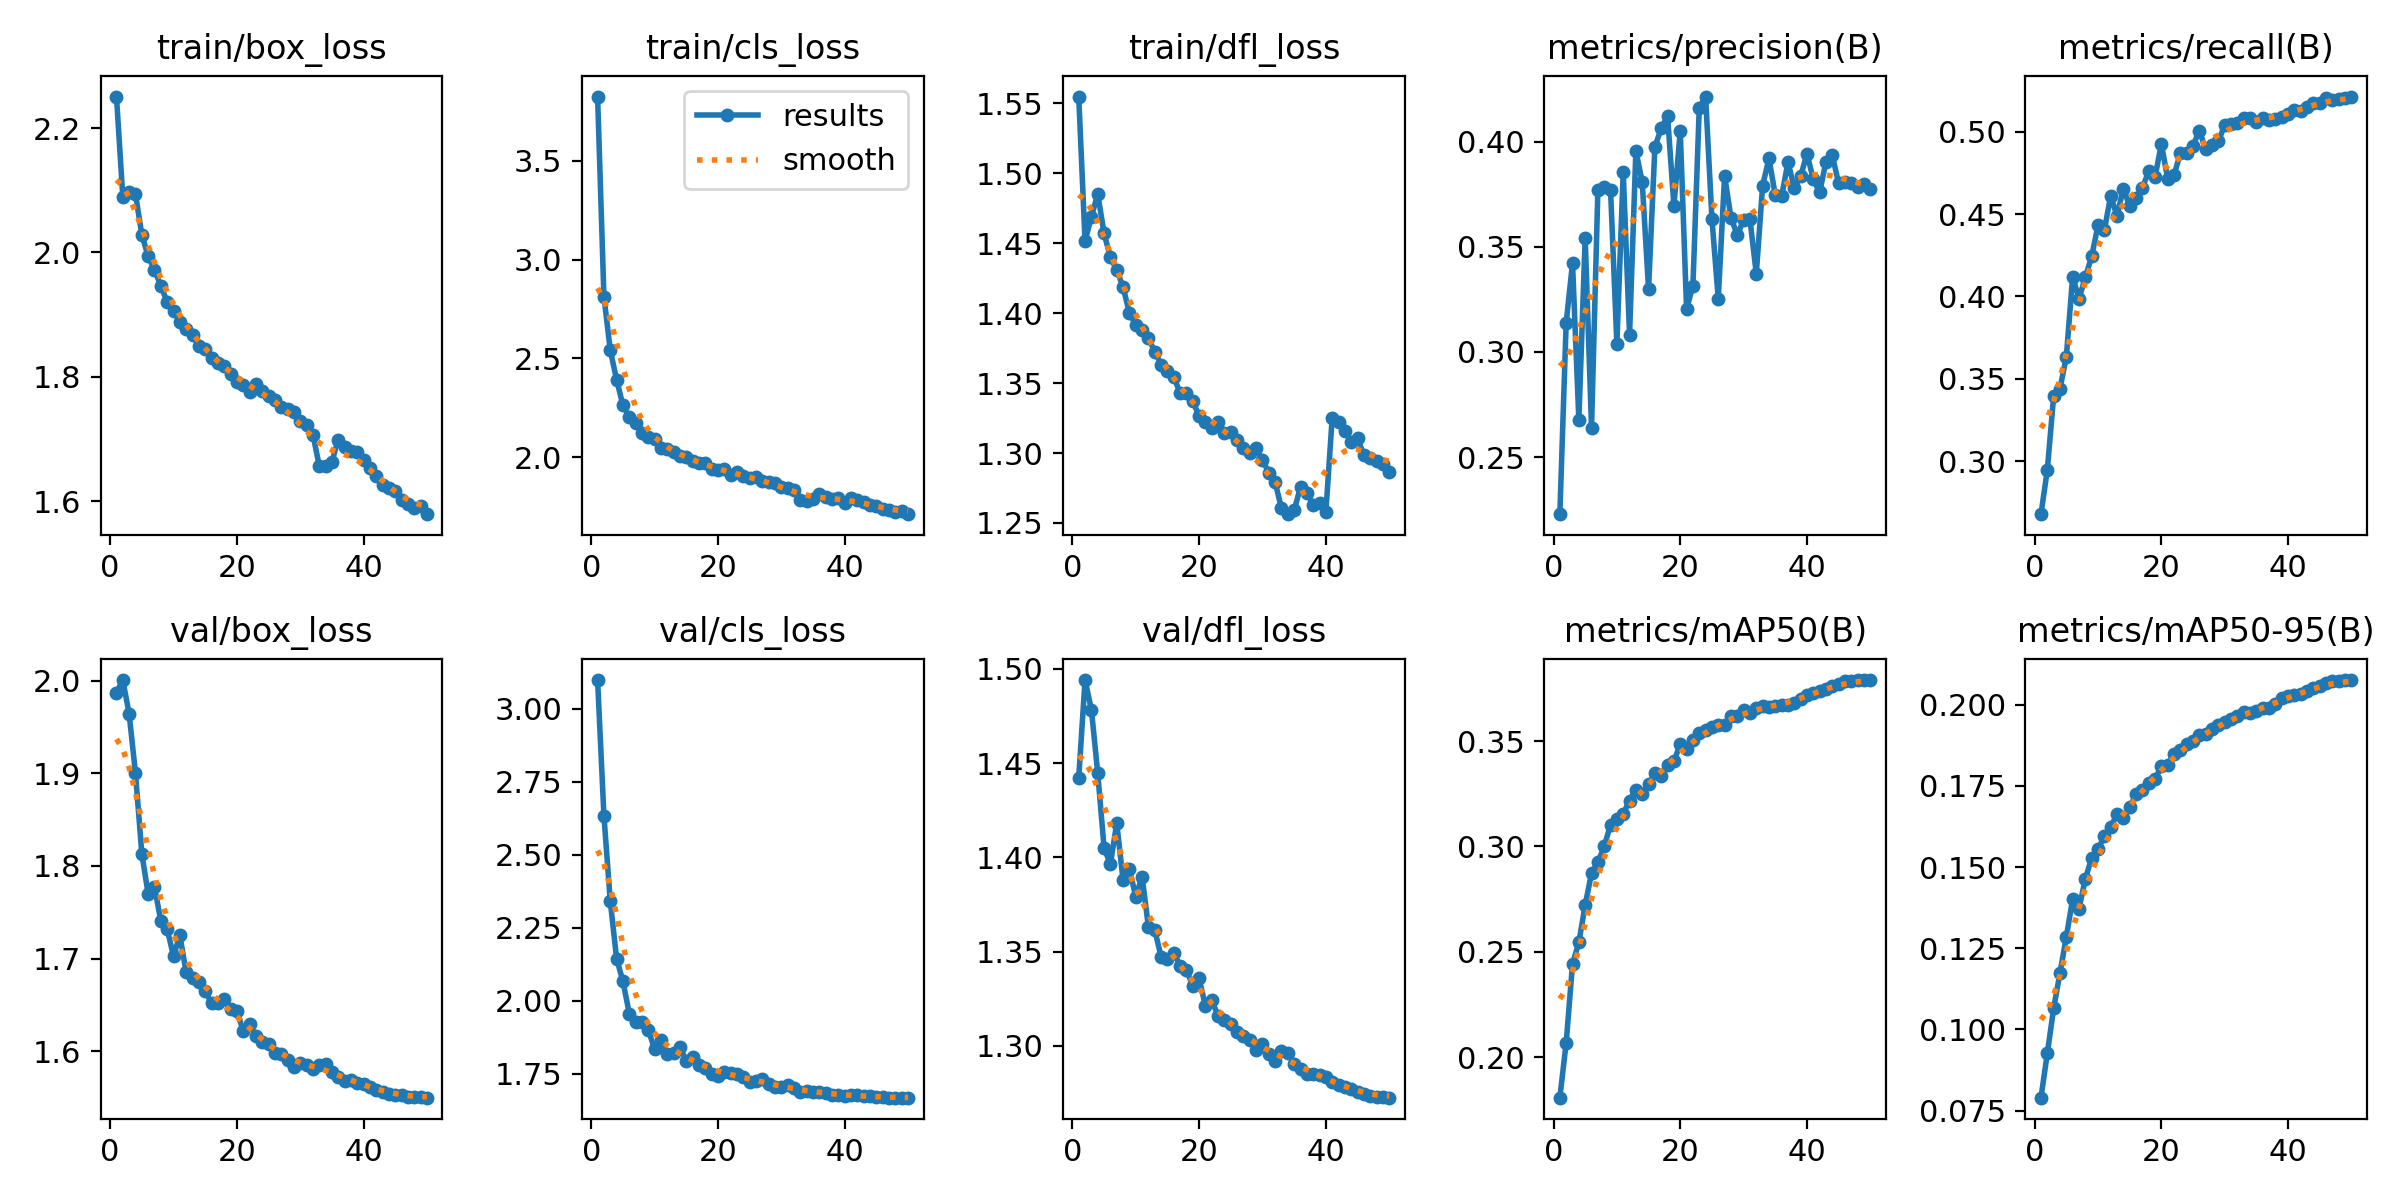 train/box_loss
2.2
2.0
1.8
1.6
0 20 40
train/cls_loss
results
smooth
3.5
3.0
2.5
2.0
0 20 40
train/dfl_loss
1.55
1.50
1.45
1.40
1.35
1.30
1.25
0 20 40
metrics/precision(B)
0.40
0.35
0.30
0.25
0 20 40
metrics/recall(B)
0.50
0.45
0.40
0.35
0.30
0 20 40
val/box_loss
2.0
1.9
1.8
1.7
1.6
0 20 40
val/cls_loss
3.00
2.75
2.50
2.25
2.00
1.75
0 20 40
val/dfl_loss
1.50
1.45
1.40
1.35
1.30
0 20 40
metrics/mAP50(B)
0.35
0.30
0.25
0.20
0 20 40
metrics/mAP50-95(B)
0.200
0.175
0.150
0.125
0.100
0.075
0 20 40